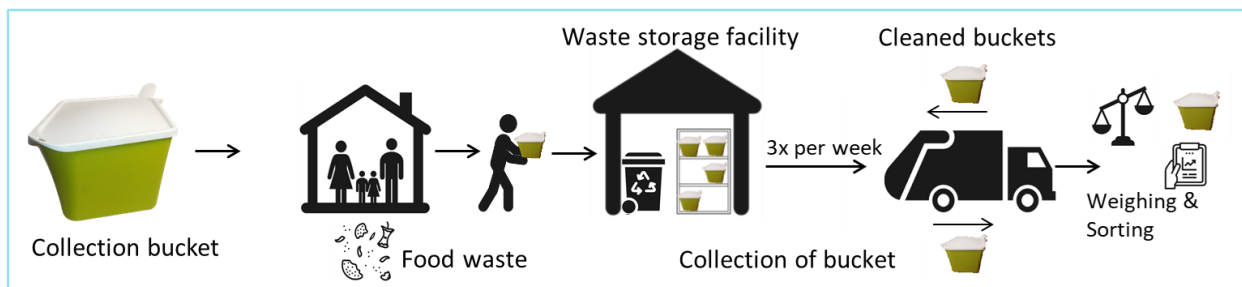 Waste storage facility
Cleaned buckets
3x per week
Weighing &
Sorting
Collection bucket
Food waste
Collection of bucket